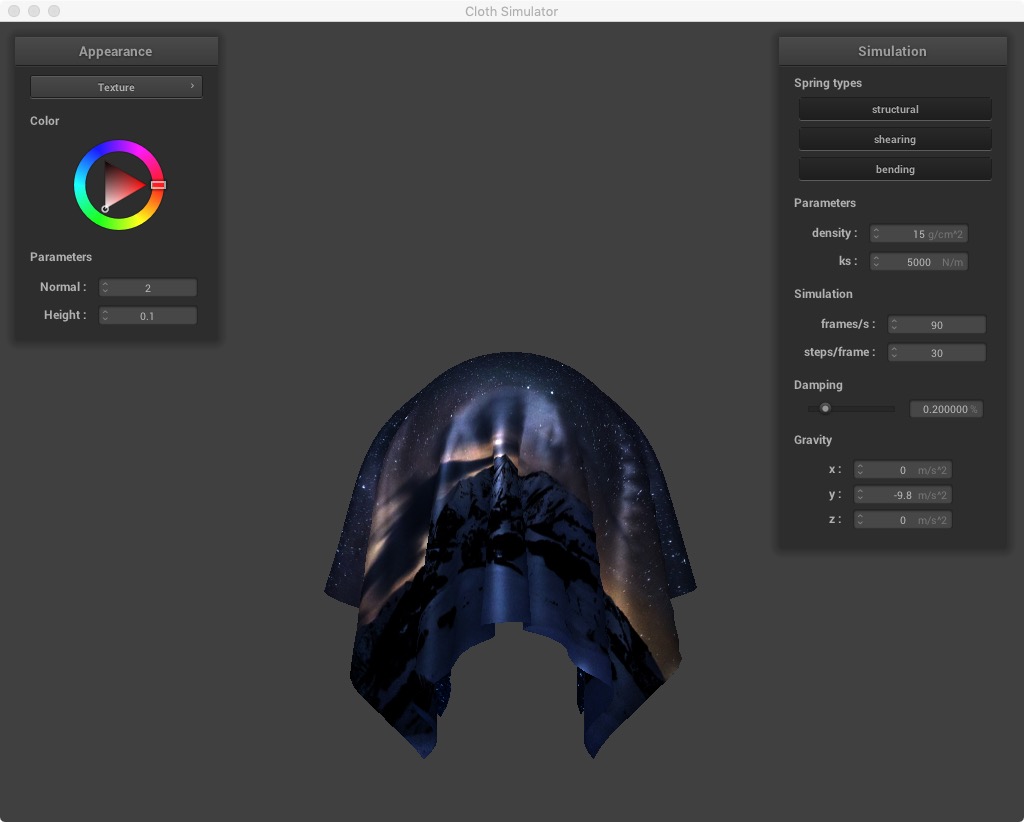 Cloth Simulator
Appearance
Texture
Color
Parameters
Normal : 2
Height : 0.1
Simulation
Spring types
structural
shearing
bending
Parameters
density : 15 g/cm^2
ks : 5000 N/m
Simulation
frames/s : 90
steps/frame : 30
Damping
0.200000 %
Gravity
x : 0 m/s^2
y : -9.8 m/s^2
z : 0 m/s^2